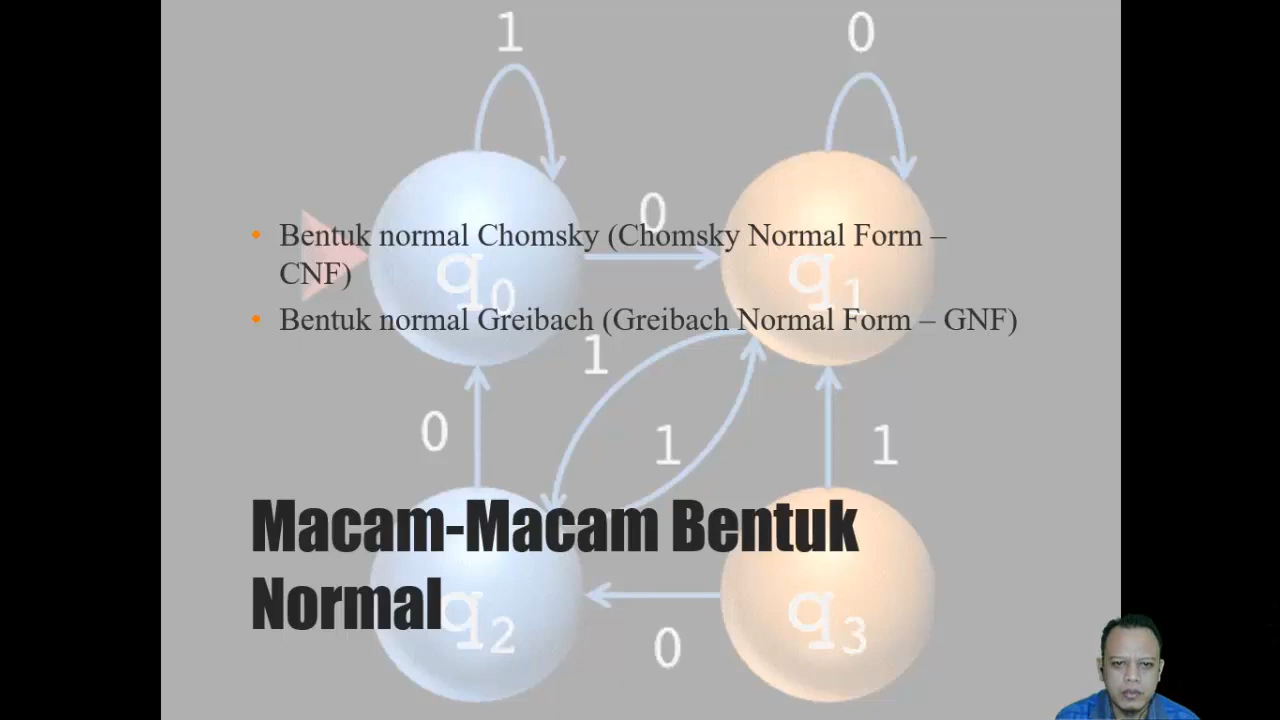 1
0
0
• Bentuk normal Chomsky (Chomsky Normal Form –
CNF)
q0
q1
• Bentuk normal Greibach (Greibach Normal Form – GNF)
1
0
1
1
Macam-Macam Bentuk
Normal
q2
q3
0